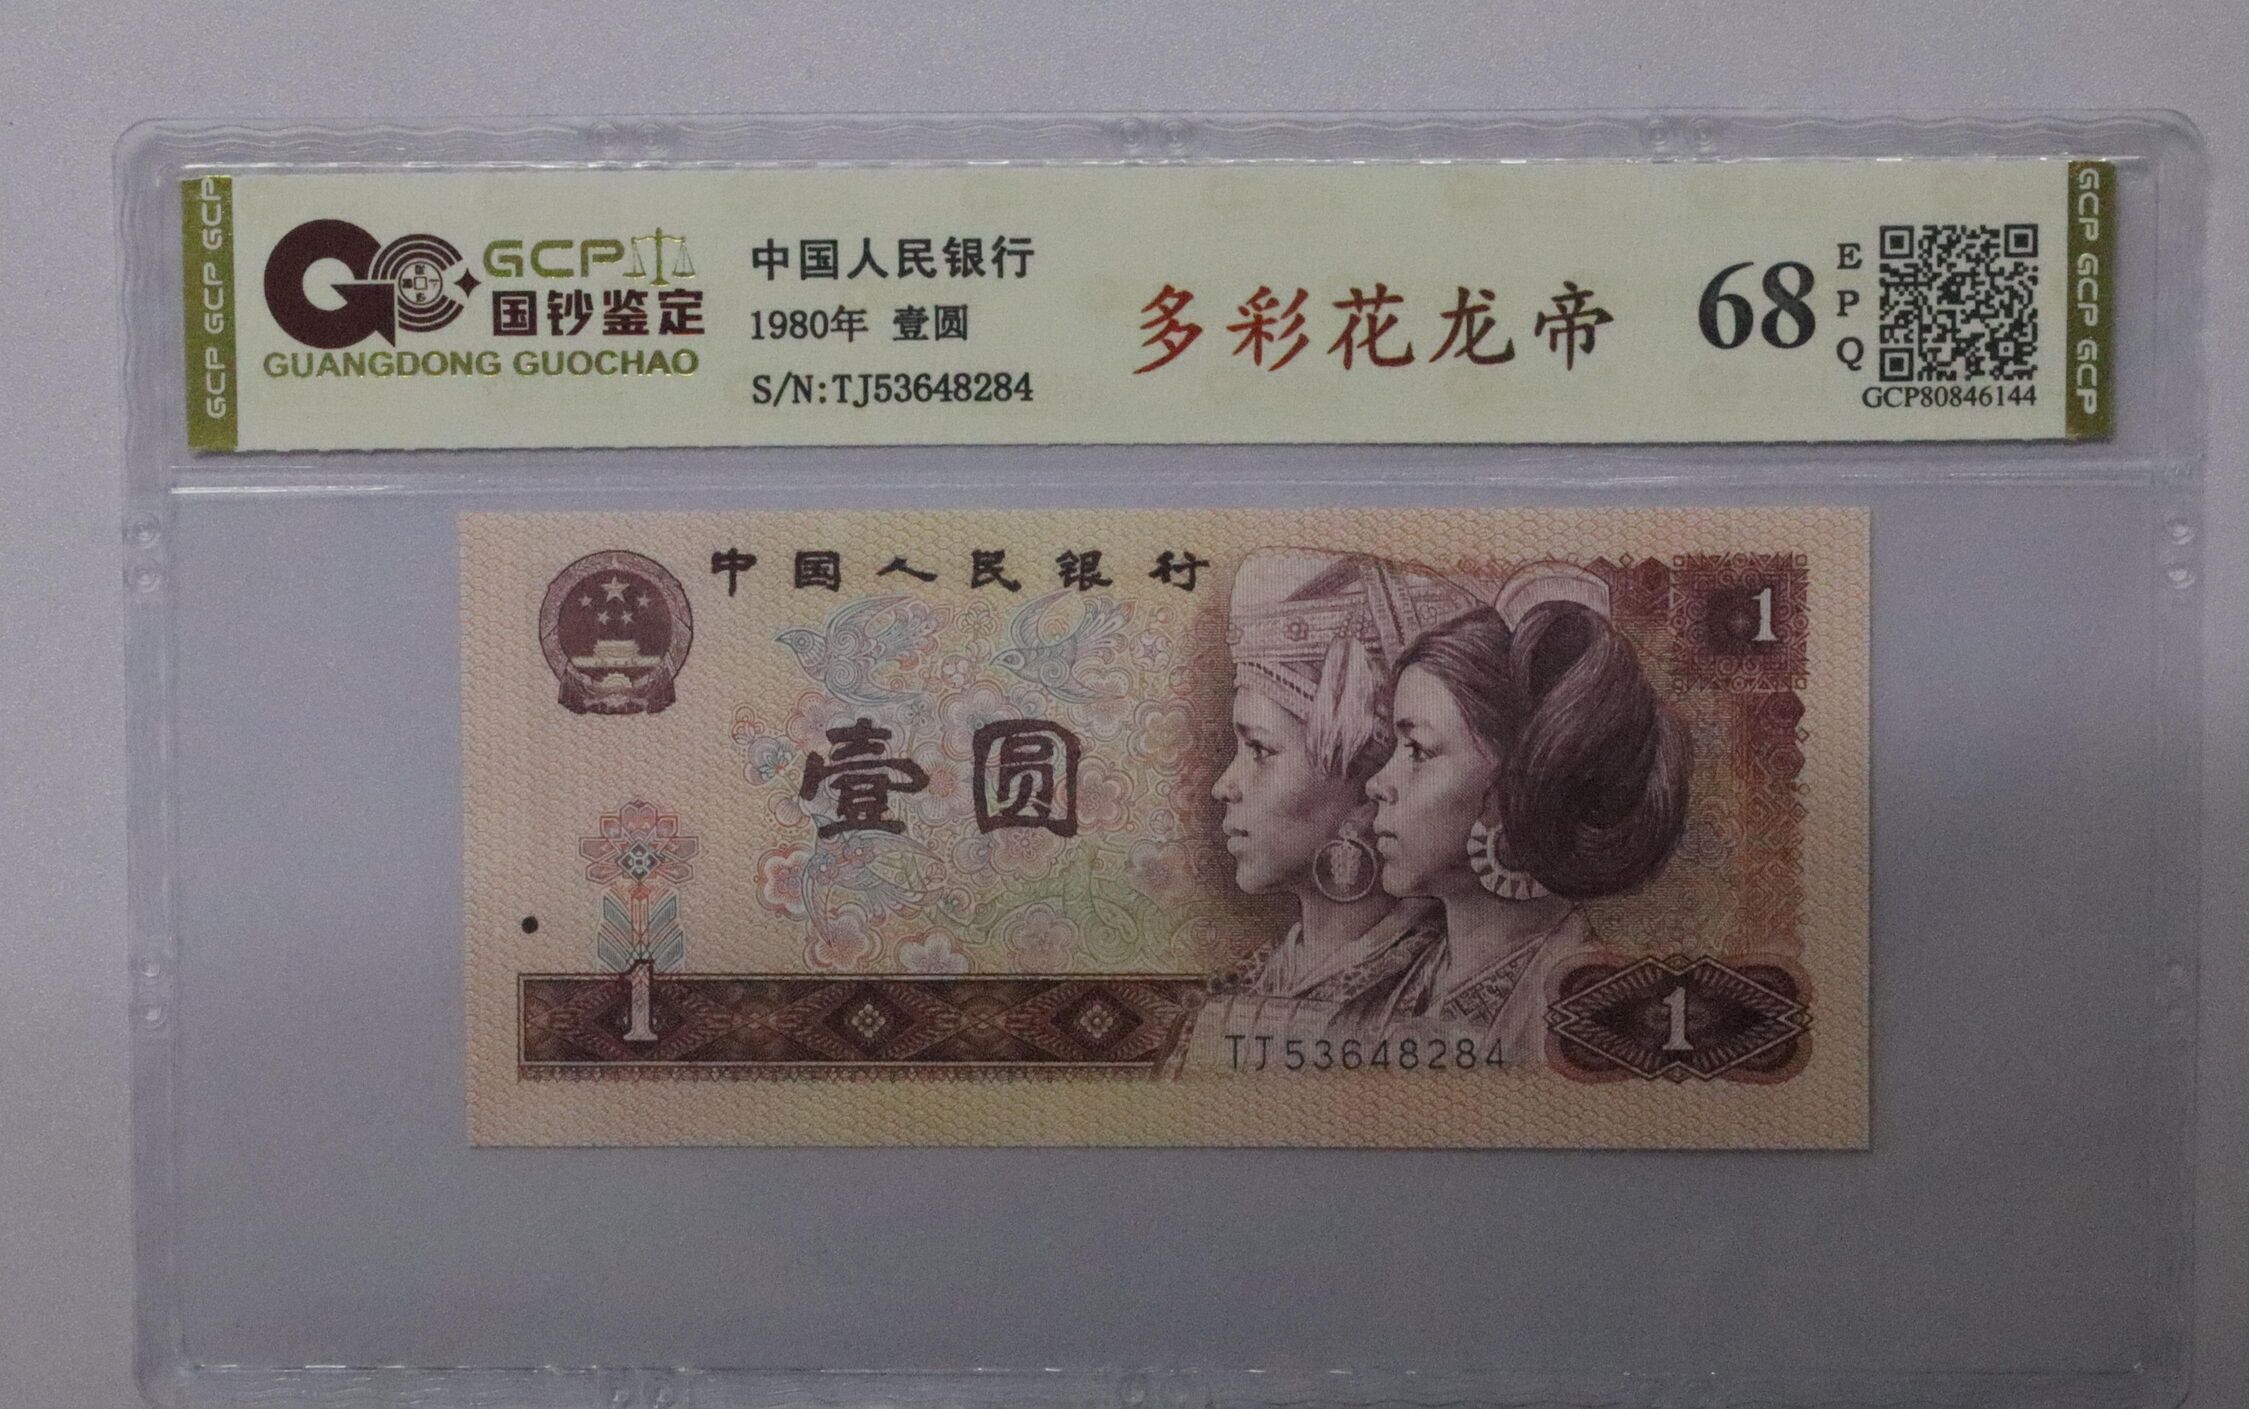 GCP GCP GCP
GCP
国钞鉴定
GUANGDONG GUOCHAO
中国人民银行
1980年 壹圆
S/N:TJ53648284
多彩花龙帝
68
EPQ
GCP80846144
GCP GCP GCP
中国人民银行
1
壹圆
1
TJ53648284
1